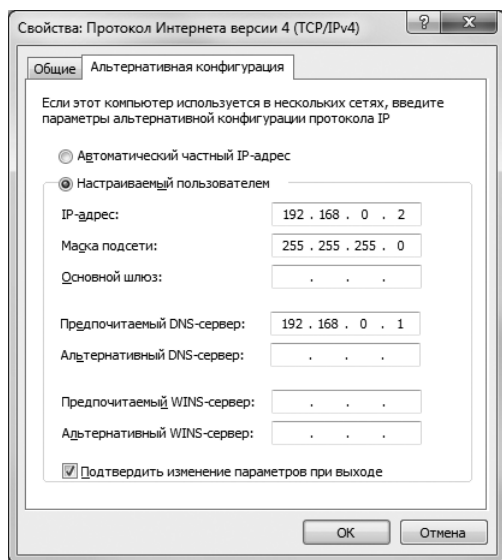 Свойства: Протокол Интернета версии 4 (TCP/IPv4)
Общие Альтернативная конфигурация
Если этот компьютер используется в нескольких сетях, введите
параметры альтернативной конфигурации протокола IP
Автоматический частный IP-адрес
Настраиваемый пользователем
IP-адрес: 192 . 168 . 0 . 2
Маска подсети: 255 . 255 . 255 . 0
Основной шлюз: . . .
Предпочитаемый DNS-сервер: 192 . 168 . 0 . 1
Альтернативный DNS-сервер: . . .
Предпочитаемый WINS-сервер: . . .
Альтернативный WINS-сервер: . . .
Подтвердить изменение параметров при выходе
ОК Отмена